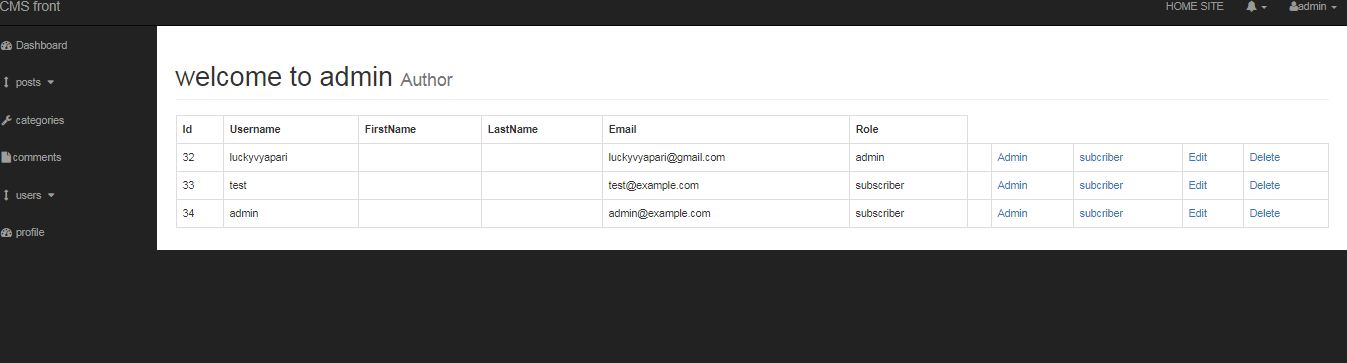 CMS front HOME SITE admin
Dashboard
posts
categories
comments
users
profile
welcome to admin Author
Id Username FirstName LastName Email Role
32 luckyvyapari luckyvyapari@gmail.com admin Admin subcriber Edit Delete
33 test test@example.com subscriber Admin subcriber Edit Delete
34 admin admin@example.com subscriber Admin subcriber Edit Delete